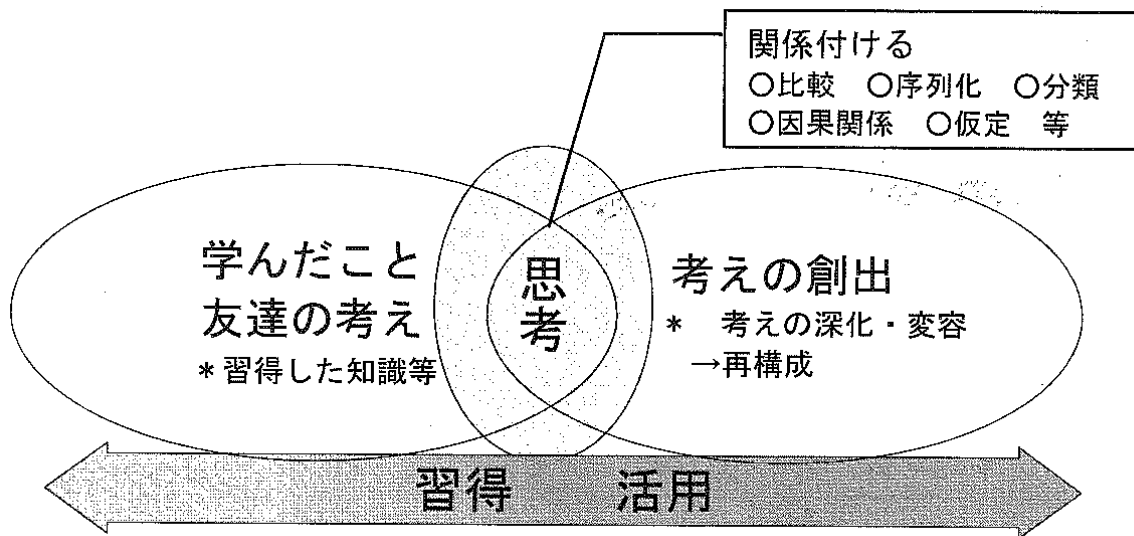 関係付ける
○比較　○序列化　○分類
○因果関係　○仮定　等
学んだこと
友達の考え
＊習得した知識等
思考
考えの創出
＊　考えの深化・変容
→再構成
習得　活用